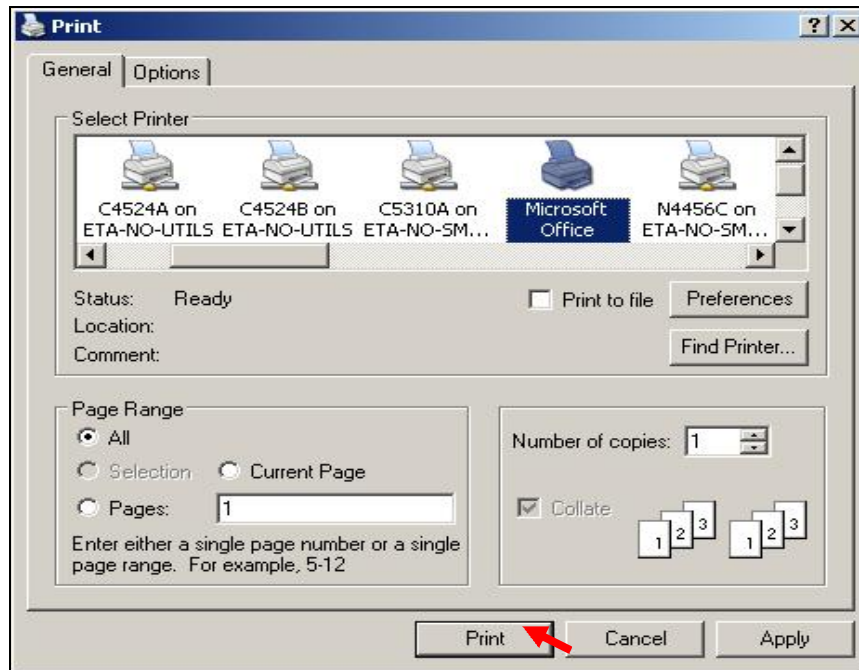 Print
General
Options
Select Printer
C4524A on
ETA-NO-UTILS
C4524B on
ETA-NO-UTILS
C5310A on
ETA-NO-SM...
Microsoft
Office
N4456C on
ETA-NO-SM...
Status: Ready
Location:
Comment:
Print to file
Preferences
Find Printer...
Page Range
All
Selection
Current Page
Pages: 1
Enter either a single page number or a single
page range. For example, 5-12
Number of copies: 1
Collate
1 2 3 1 2 3
Print
Cancel
Apply